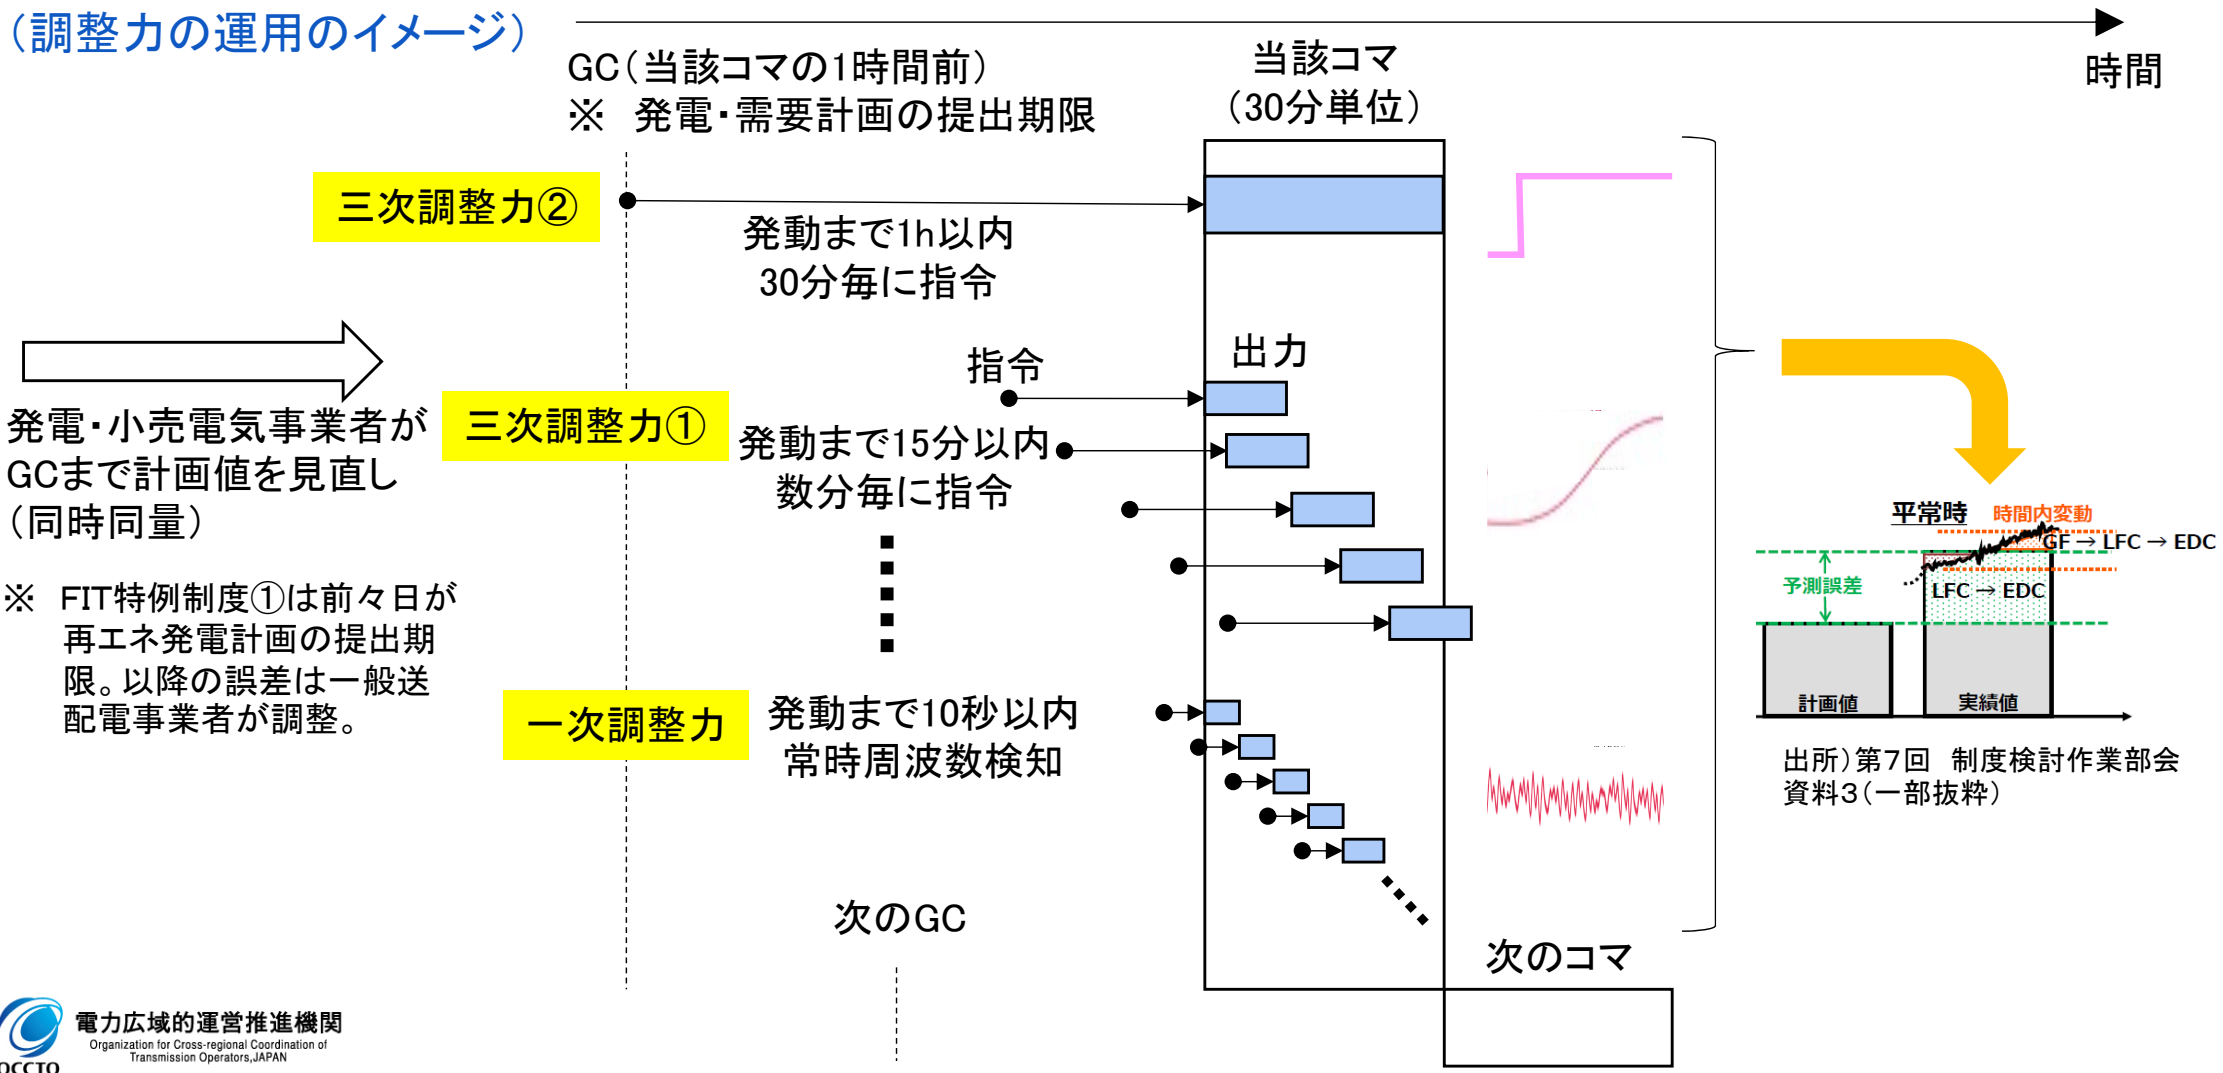 （調整力の運用のイメージ）
時間
GC（当該コマの1時間前）
※　発電・需要計画の提出期限
当該コマ
（30分単位）
三次調整力②
発動まで1h以内
30分毎に指令
指令
出力
発電・小売電気事業者が
GCまで計画値を見直し
（同時同量）
三次調整力①
発動まで15分以内
数分毎に指令
※　FIT特例制度①は前々日が
再エネ発電計画の提出期
限。以降の誤差は一般送
配電事業者が調整。
一次調整力
発動まで10秒以内
常時周波数検知
次のGC
次のコマ
平常時
時間内変動
GF → LFC → EDC
予測誤差
LFC → EDC
計画値
実績値
出所）第7回　制度検討作業部会
資料3（一部抜粋）
電力広域的運営推進機関
Organization for Cross-regional Coordination of
Transmission Operators,JAPAN
OCCTO